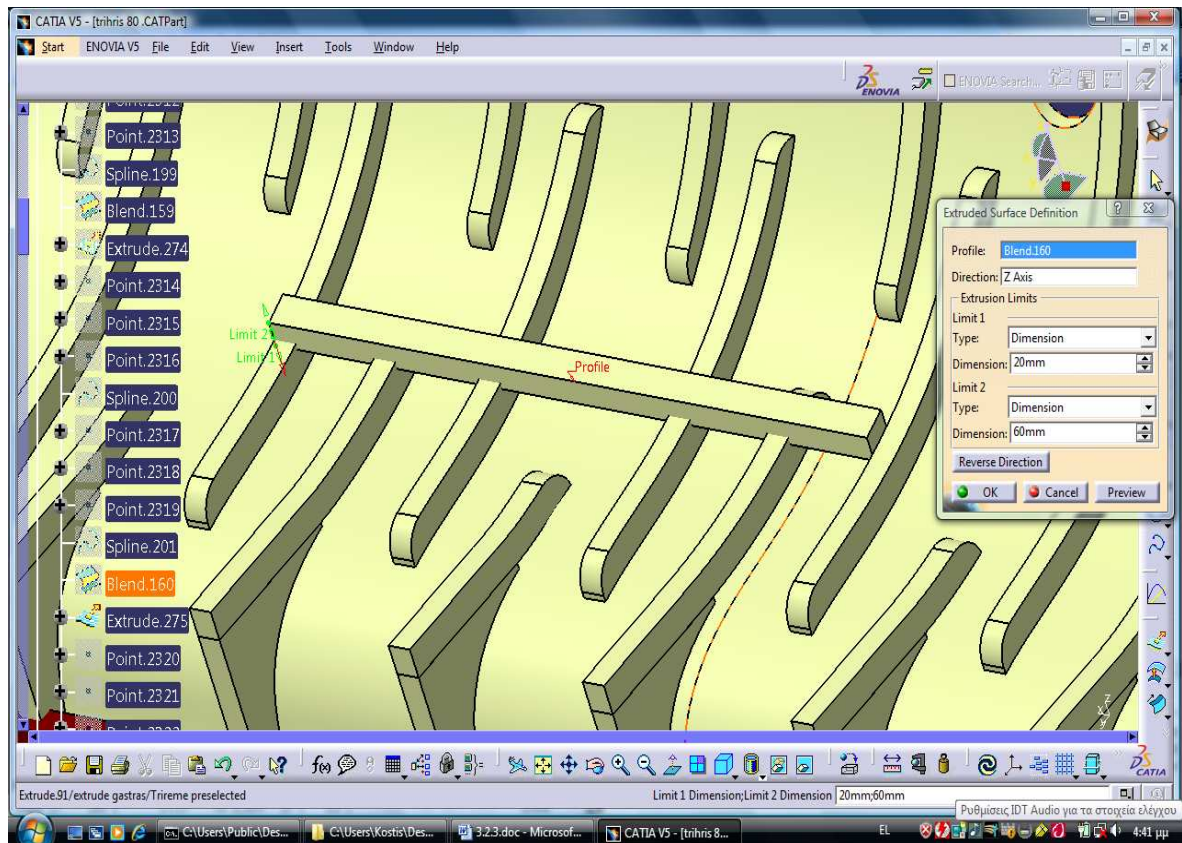 CATIA V5 - [trihris 80 .CATPart]
Start ENOVIA V5 File Edit View Insert Tools Window Help
ENOVIA
ENOVIA Search...
Point.2312
Point.2313
Spline.199
Blend.159
Extrude.274
Point.2314
Point.2315
Point.2316
Spline.200
Point.2317
Point.2318
Point.2319
Spline.201
Blend.160
Extrude.275
Point.2320
Point.2321
Limit 2
Limit 1
Profile
Extruded Surface Definition
Profile: Blend.160
Direction: Z Axis
Extrusion Limits
Limit 1
Type: Dimension
Dimension: 20mm
Limit 2
Type: Dimension
Dimension: 60mm
Reverse Direction
OK Cancel Preview
z
x
y
f(x)
CATIA
Extrude.91/extrude gastras/Trireme preselected
Limit 1 Dimension;Limit 2 Dimension 20mm;60mm
Ρυθμίσεις IDT Audio για τα στοιχεία ελέγχου
C:\Users\Public\Des...
C:\Users\Kostis\Des...
3.2.3.doc - Microsof...
CATIA V5 - [trihris 8...
EL
4:41 μμ